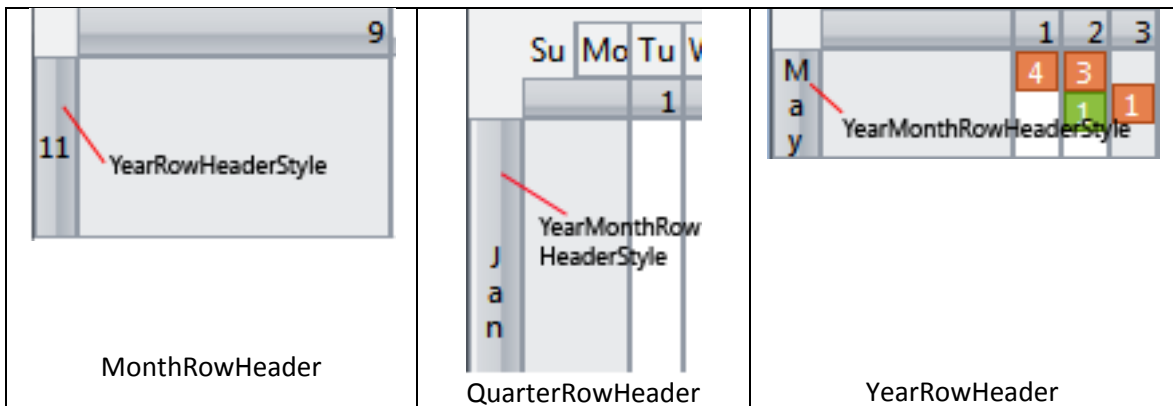 9
11
YearRowHeaderStyle
MonthRowHeader
Su Mo Tu
1
YearMonthRow
HeaderStyle
J
a
n
QuarterRowHeader
1 2 3
M
a
y
4 3
1 1
YearMonthRowHeaderStyle
YearRowHeader